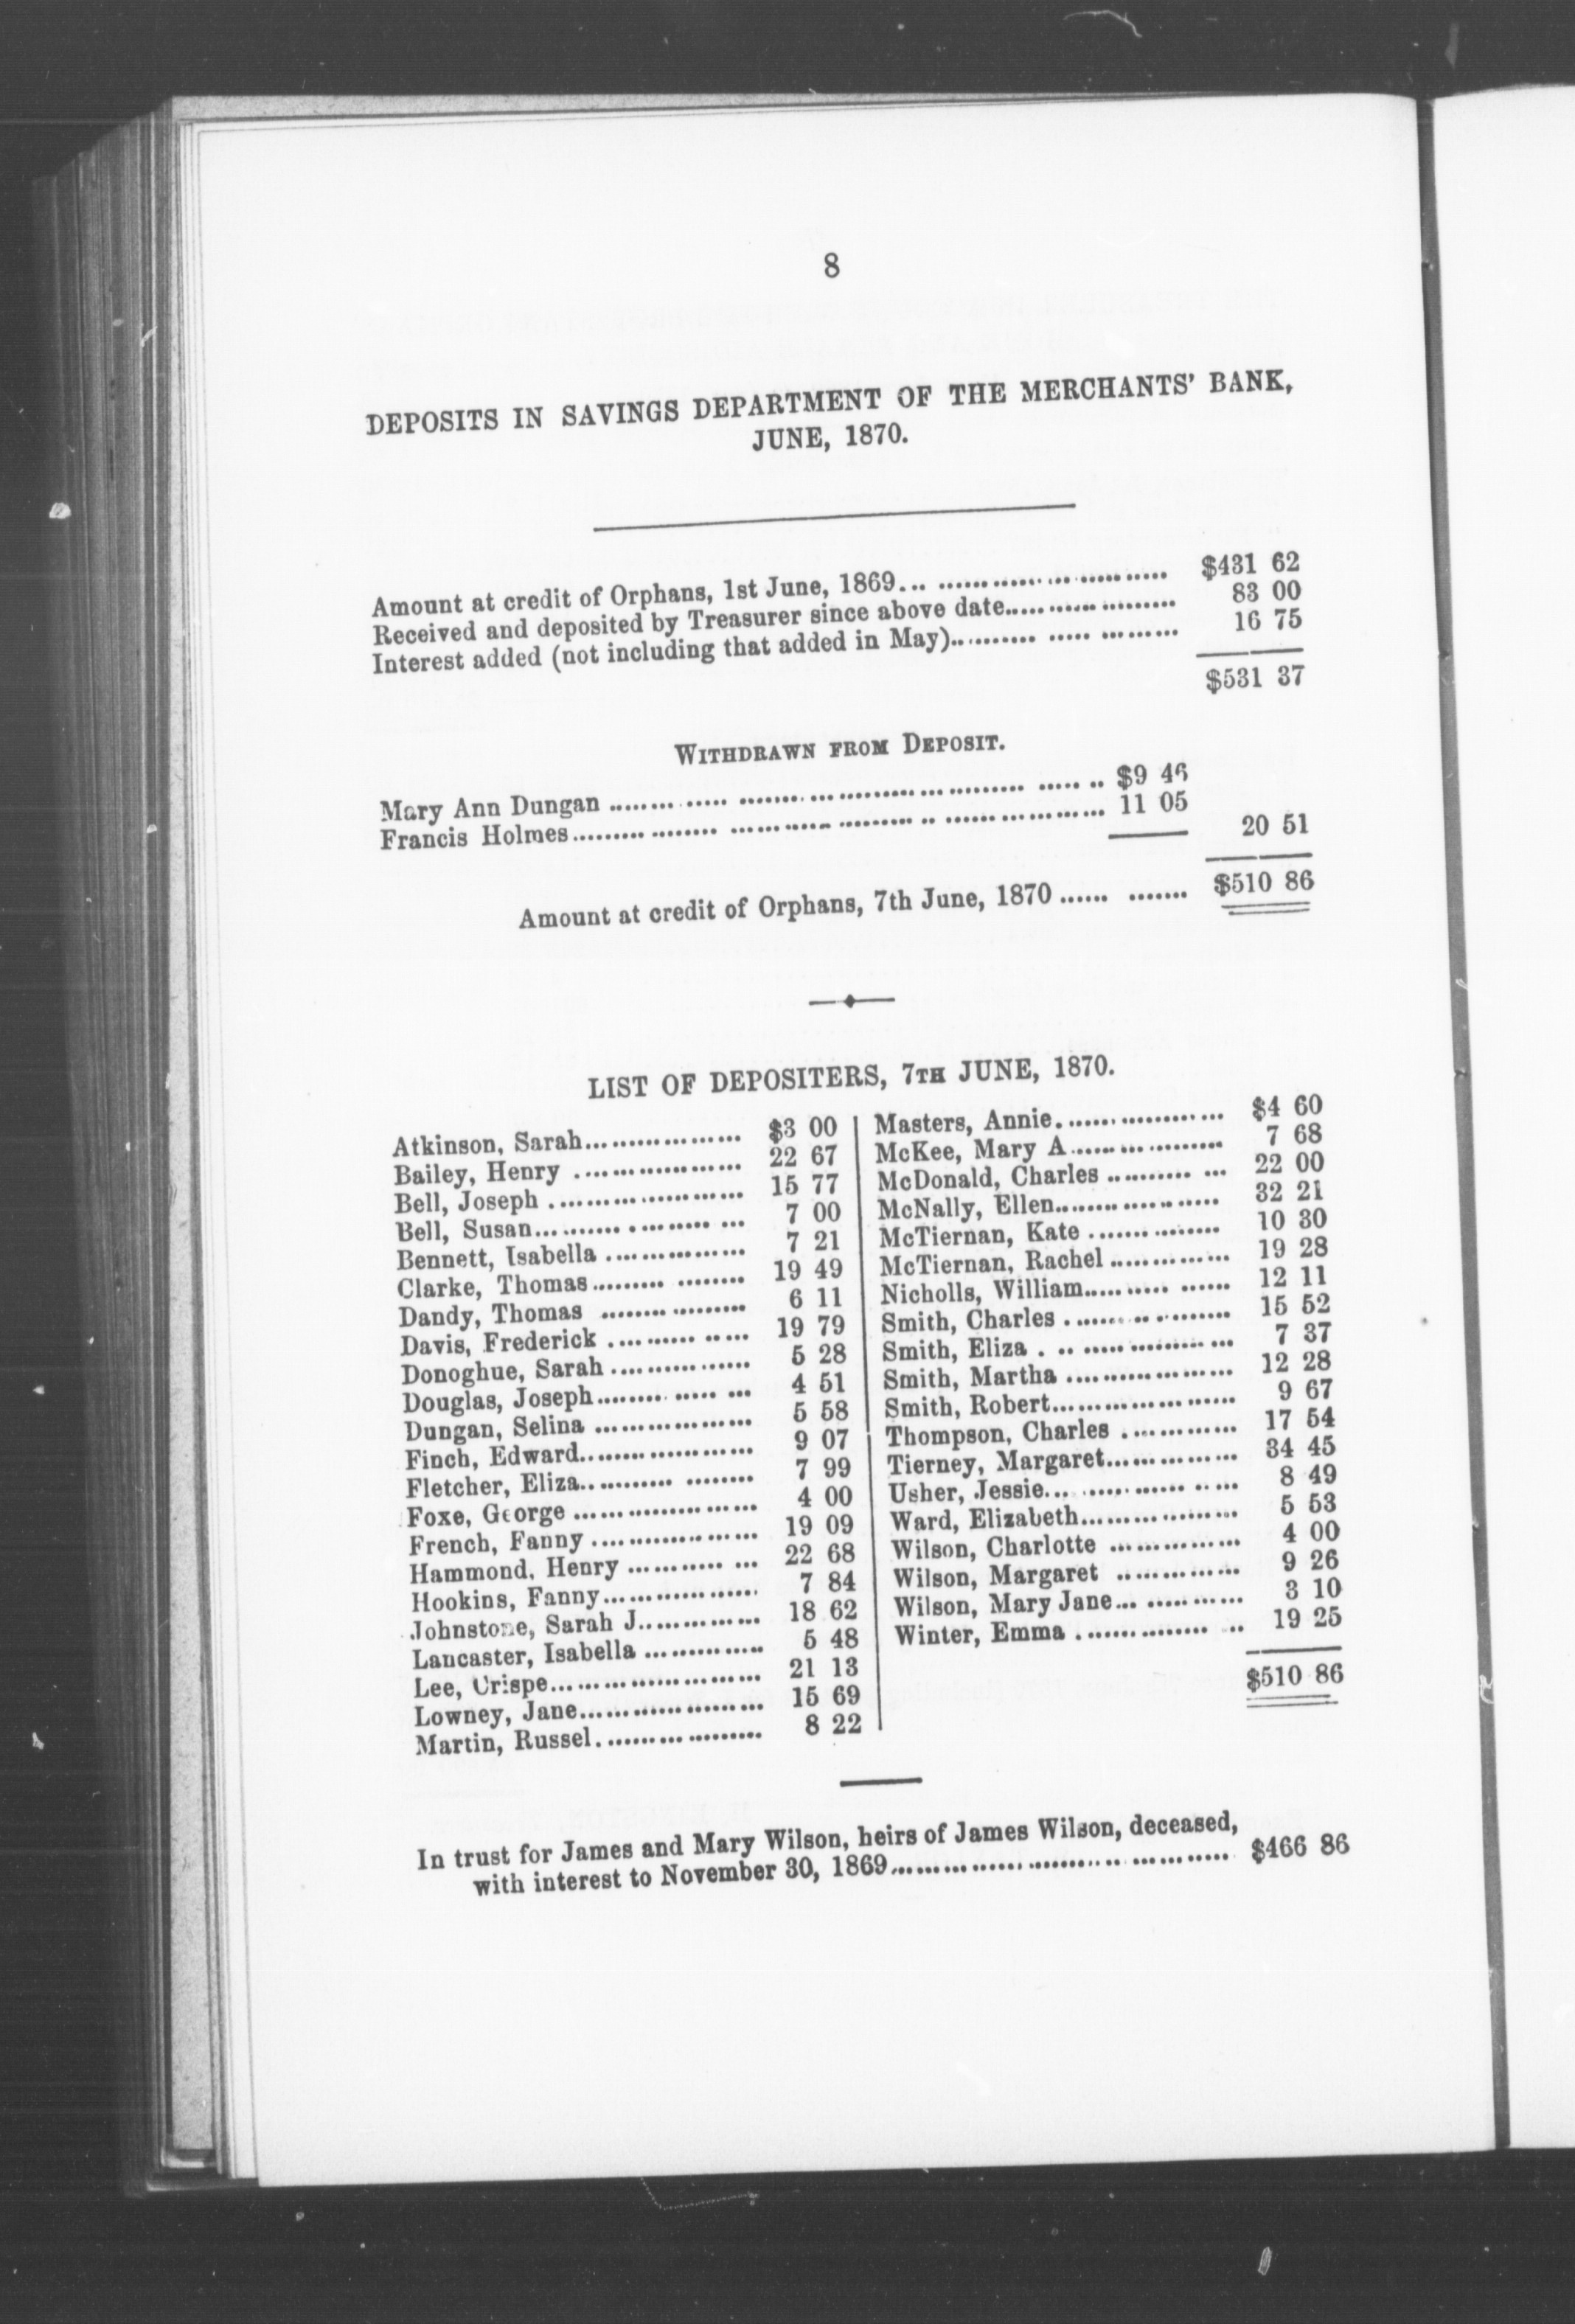 8
DEPOSITS IN SAVINGS DEPARTMENT OF THE MERCHANTS' BANK,
JUNE, 1870.
Amount at credit of Orphans, 1st June, 1869... $431 62
Received and deposited by Treasurer since above date... 83 00
Interest added (not including that added in May)... 16 75
$531 37
WITHDRAWN FROM DEPOSIT.
Mary Ann Dungan ... $9 46
Francis Holmes... 11 05
20 51
Amount at credit of Orphans, 7th June, 1870 ... $510 86
LIST OF DEPOSITERS, 7TH JUNE, 1870.
Atkinson, Sarah... $3 00
Bailey, Henry ... 22 67
Bell, Joseph ... 15 77
Bell, Susan... 7 00
Bennett, Isabella ... 7 21
Clarke, Thomas... 19 49
Dandy, Thomas ... 6 11
Davis, Frederick ... 19 79
Donoghue, Sarah ... 5 28
Douglas, Joseph... 4 51
Dungan, Selina ... 5 58
Finch, Edward... 9 07
Fletcher, Eliza... 7 99
Foxe, George ... 4 00
French, Fanny ... 19 09
Hammond, Henry ... 22 68
Hookins, Fanny... 7 84
Johnstone, Sarah J... 18 62
Lancaster, Isabella ... 5 48
Lee, Crispe... 21 13
Lowney, Jane... 15 69
Martin, Russel... 8 22
Masters, Annie... $4 60
McKee, Mary A... 7 68
McDonald, Charles ... 22 00
McNally, Ellen... 32 21
McTiernan, Kate ... 10 30
McTiernan, Rachel ... 19 28
Nicholls, William... 12 11
Smith, Charles ... 15 52
Smith, Eliza ... 7 37
Smith, Martha ... 12 28
Smith, Robert... 9 67
Thompson, Charles ... 17 54
Tierney, Margaret... 34 45
Usher, Jessie... 8 49
Ward, Elizabeth... 5 53
Wilson, Charlotte ... 4 00
Wilson, Margaret ... 9 26
Wilson, Mary Jane... 3 10
Winter, Emma ... 19 25
$510 86
In trust for James and Mary Wilson, heirs of James Wilson, deceased,
with interest to November 30, 1869... $466 86